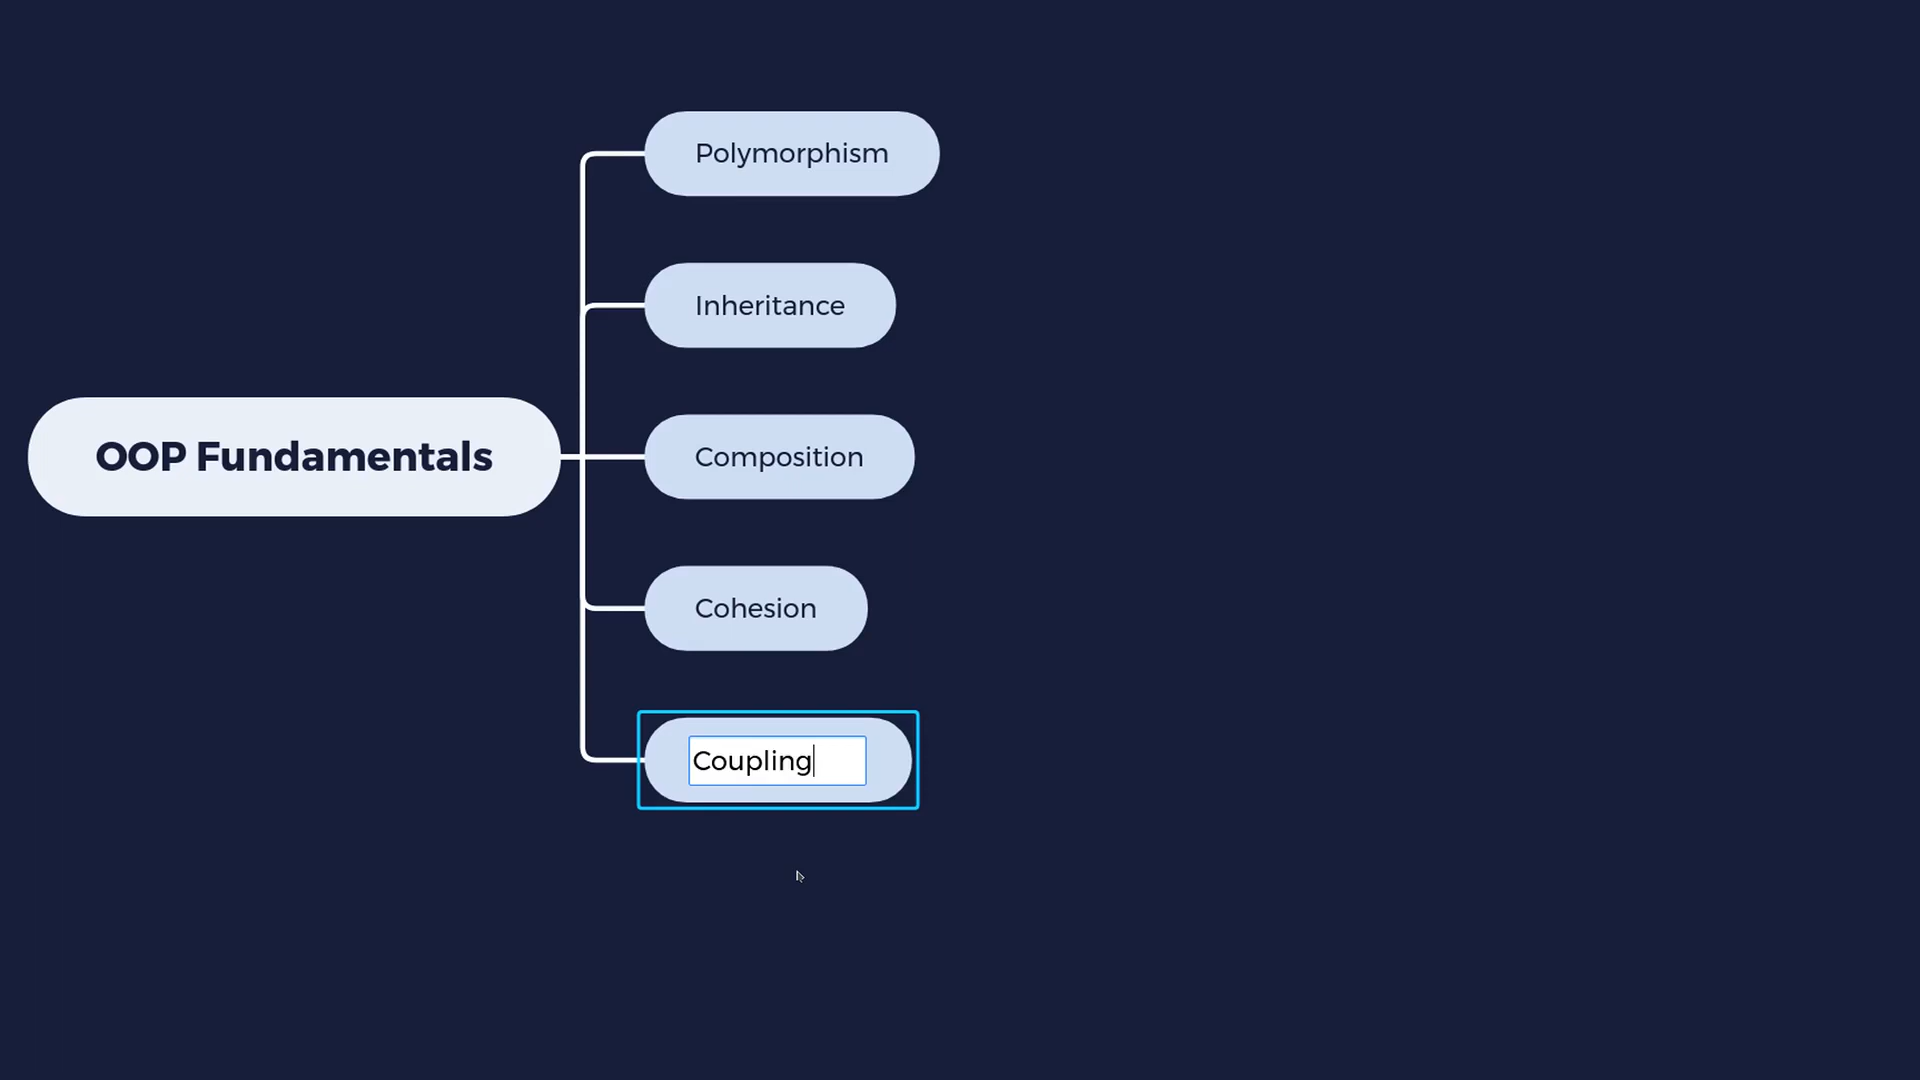 OOP Fundamentals
Polymorphism
Inheritance
Composition
Cohesion
Coupling